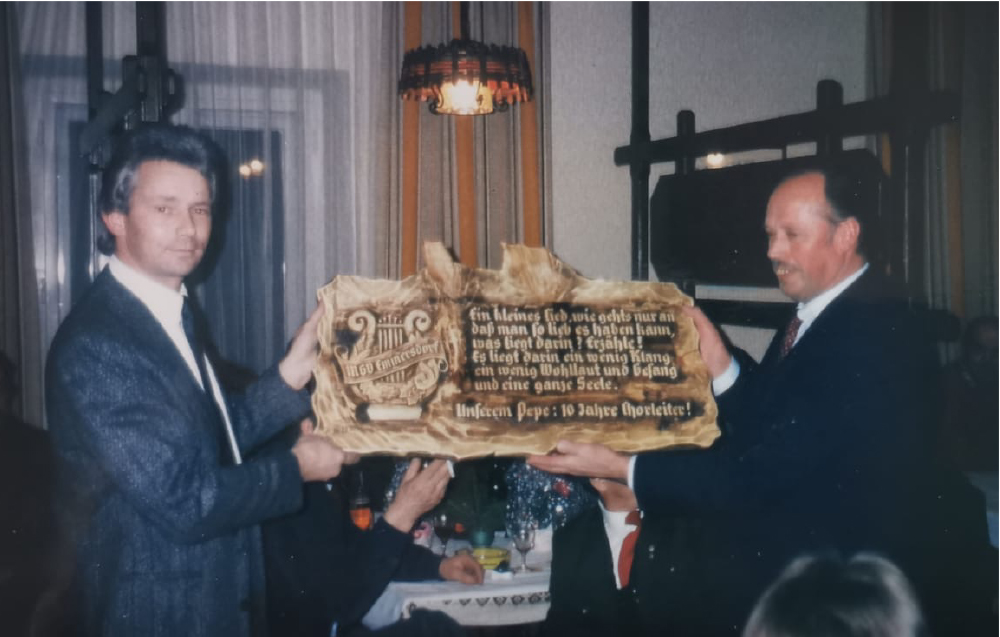 MGV Emmersdorf
Ein kleines Lied, wie gehts nur an
daß man so lieb es haben kann,
was liegt darin? Erzähle!
Es liegt darin ein wenig Klang
ein wenig Wohllaut und Gesang
und eine ganze Seele.
Unserem Pepe: 10 Jahre Chorleiter!